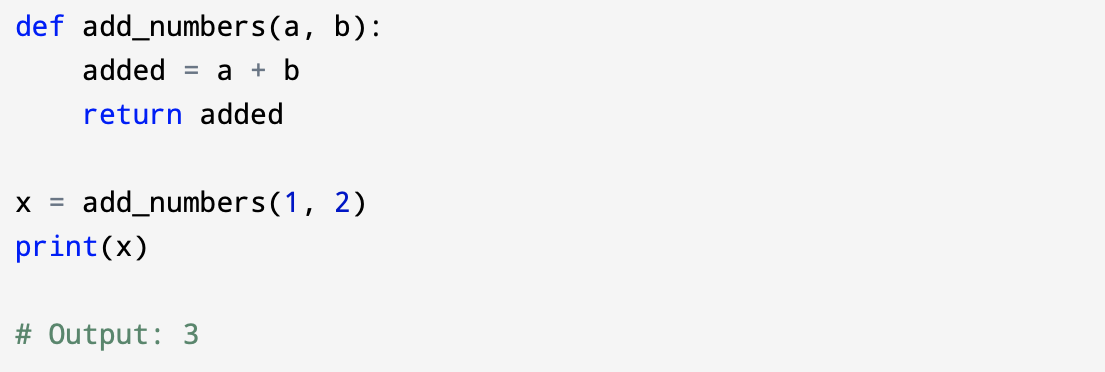 def add_numbers(a, b):
    added = a + b
    return added
x = add_numbers(1, 2)
print(x)
# Output: 3